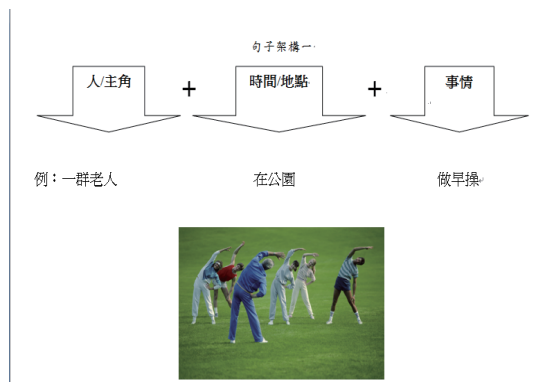 句子架構一
人/主角 + 時間/地點 + 事情
例：一群老人 在公園 做早操